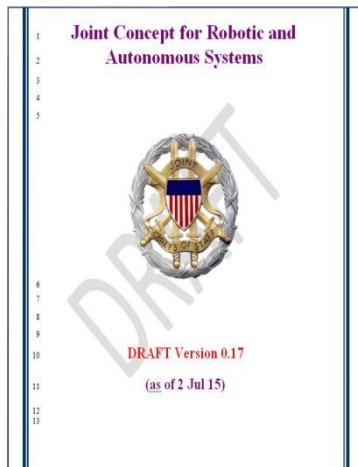 1 Joint Concept for Robotic and
2 Autonomous Systems
3
4
5
JOINT
CHIEFS OF STAFF
DRAFT
6
7
8
9
10 DRAFT Version 0.17
11 (as of 2 Jul 15)
12
13